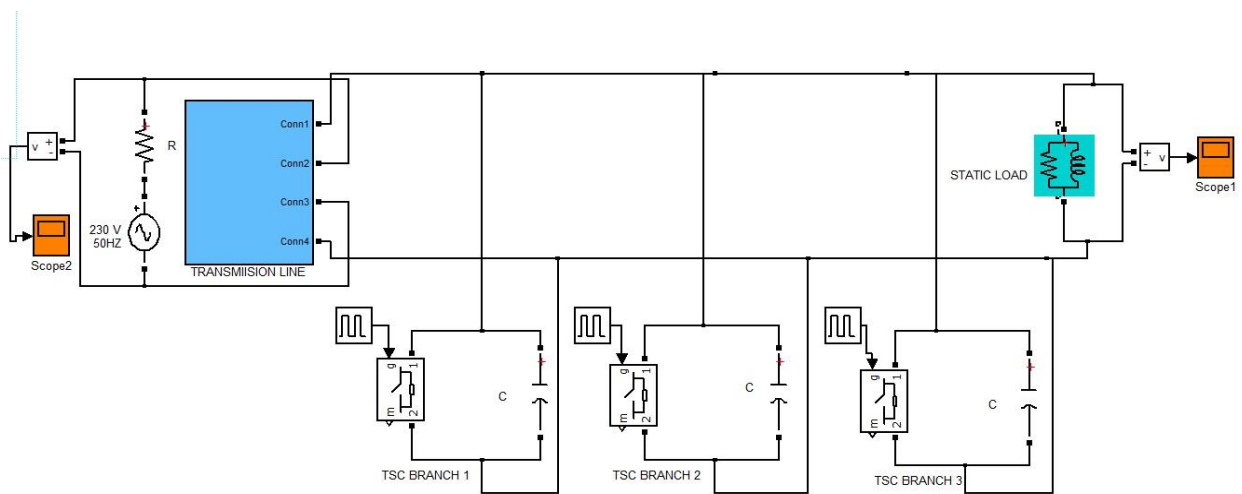 v
+
-
Scope2
R
+
230 V
50HZ
Conn1
Conn2
Conn3
Conn4
TRANSMIISION LINE
STATIC LOAD
+
-
v
Scope1
g
1
m
2
C
TSC BRANCH 1
g
1
m
2
C
TSC BRANCH 2
g
1
m
2
C
TSC BRANCH 3